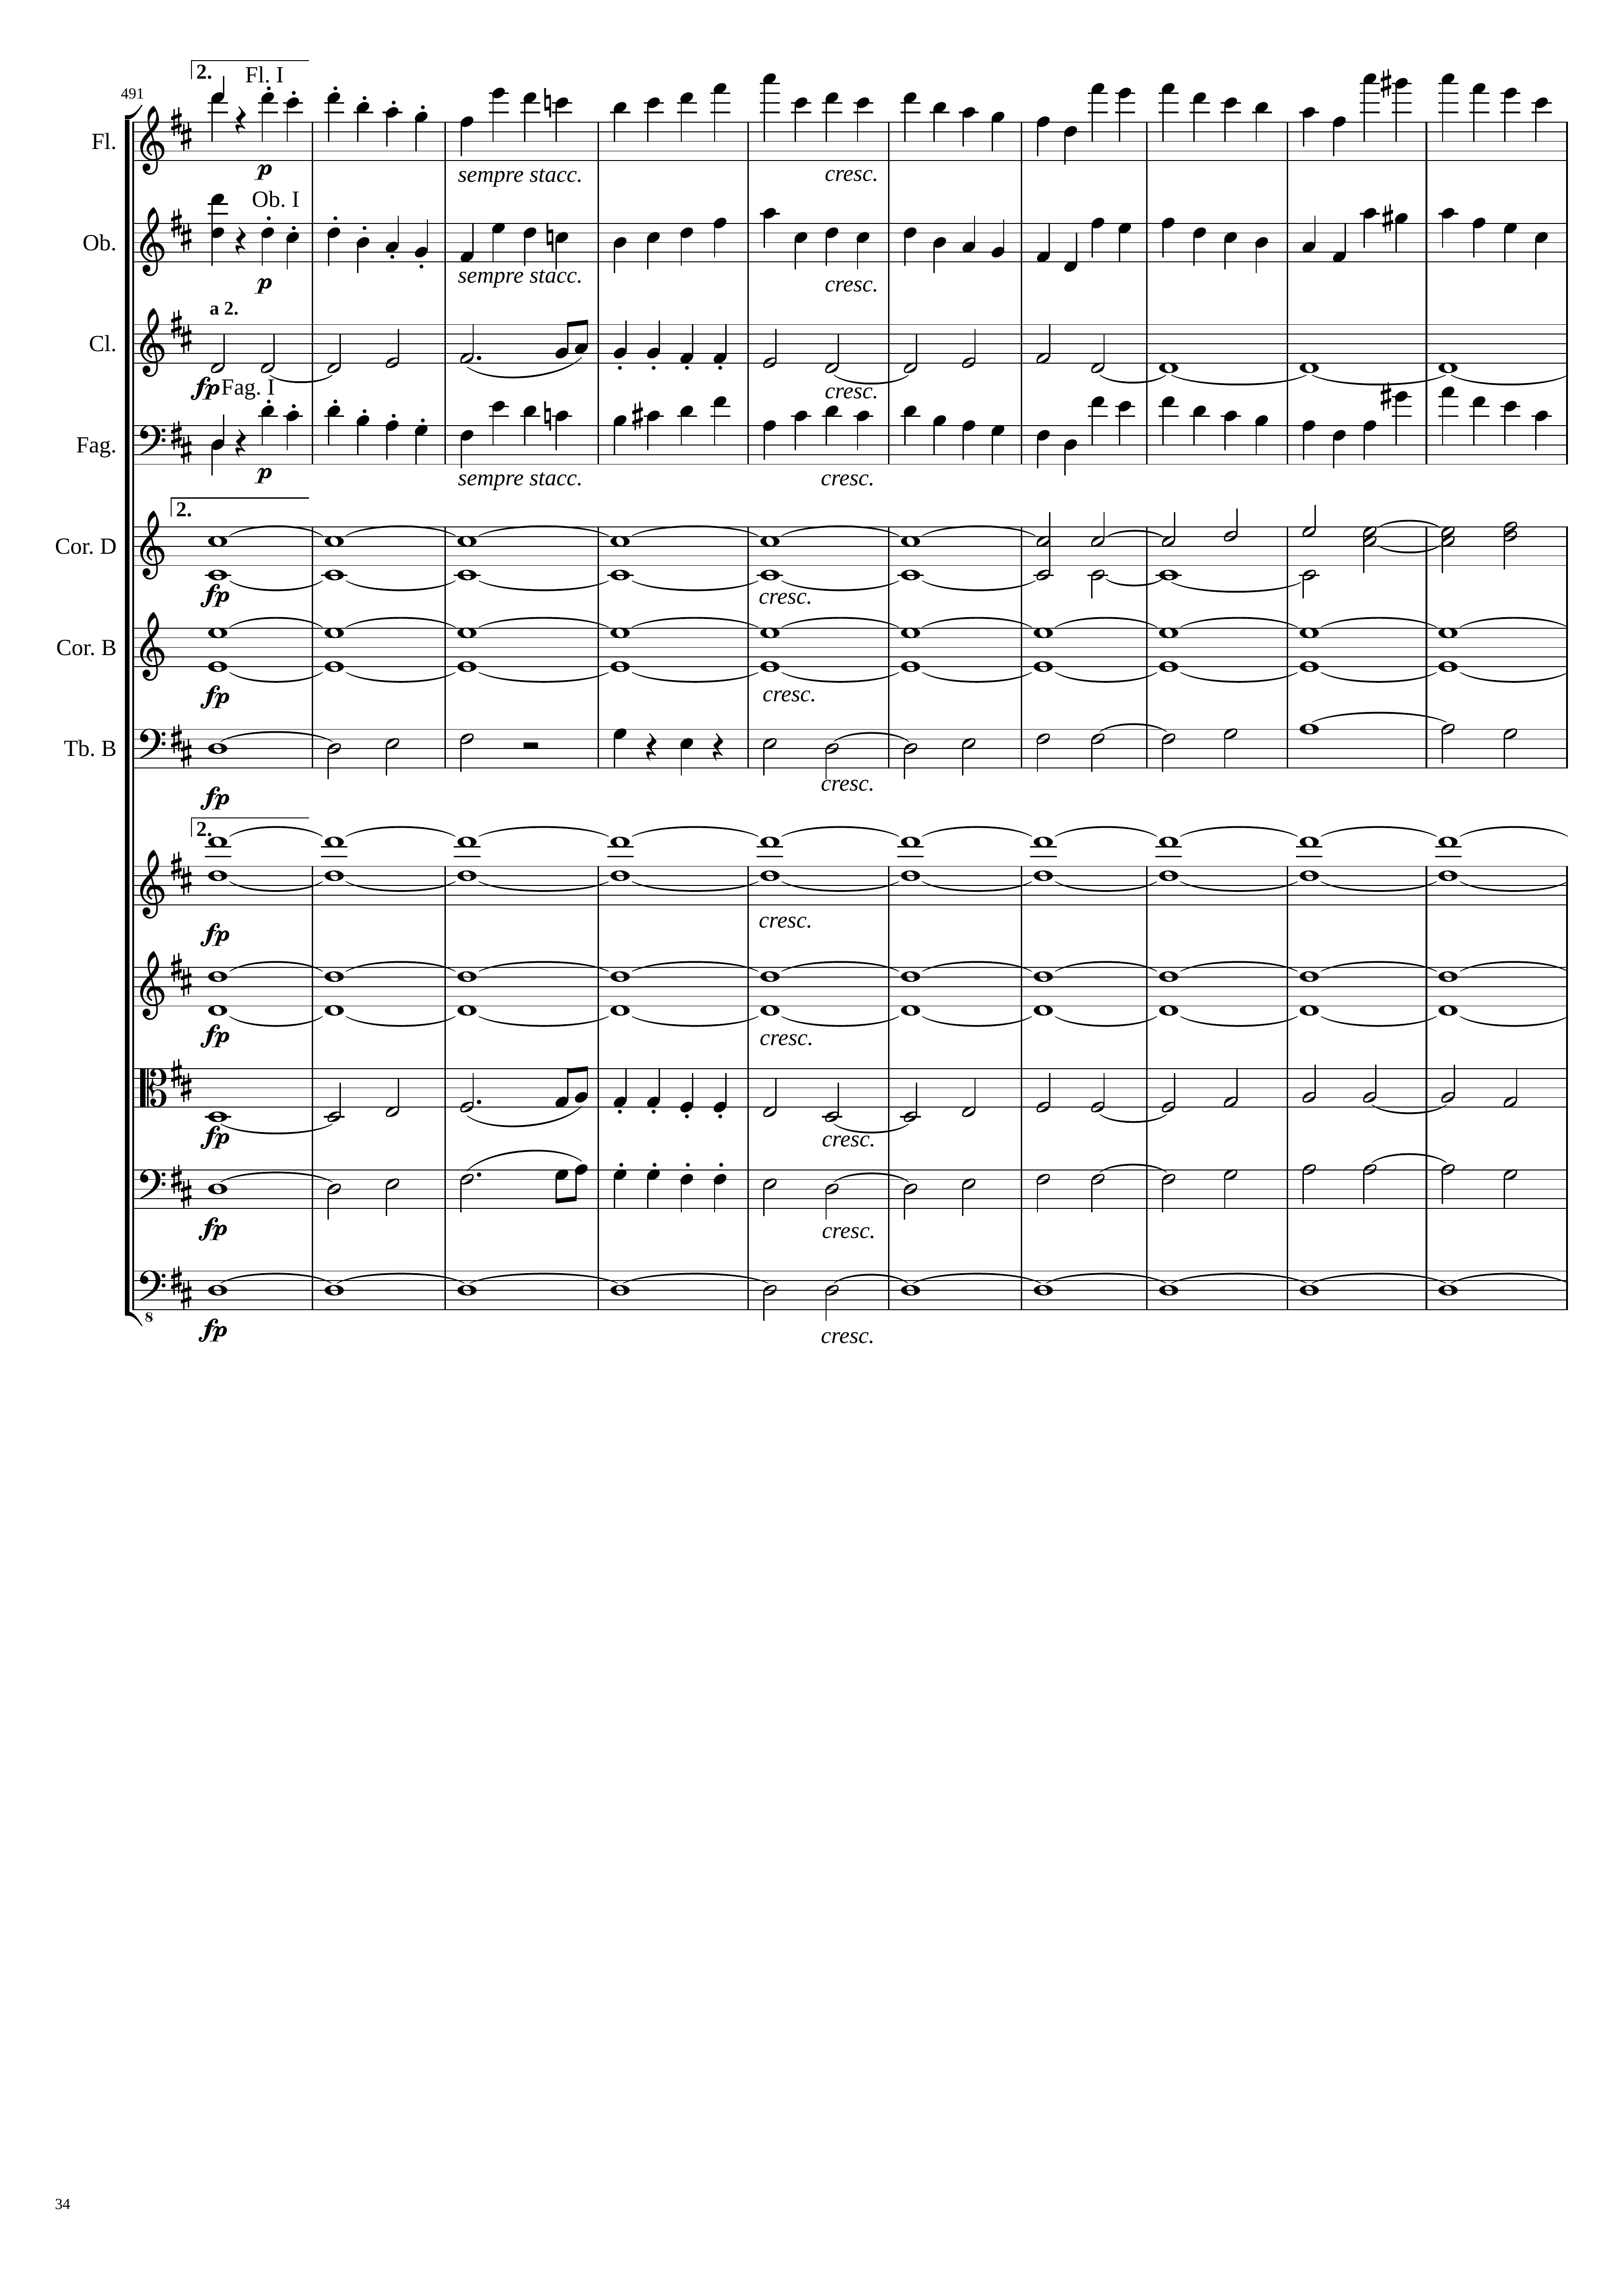 2. Fl. I
491
Fl.
p
sempre stacc.
cresc.
Ob. I
Ob.
p
sempre stacc.
cresc.
a 2.
Cl.
fp
cresc.
Fag. I
Fag.
p
sempre stacc.
cresc.
2.
Cor. D
fp
cresc.
Cor. B
fp
cresc.
Tb. B
fp
cresc.
2.
fp
cresc.
fp
cresc.
fp
cresc.
fp
cresc.
8
fp
cresc.
34